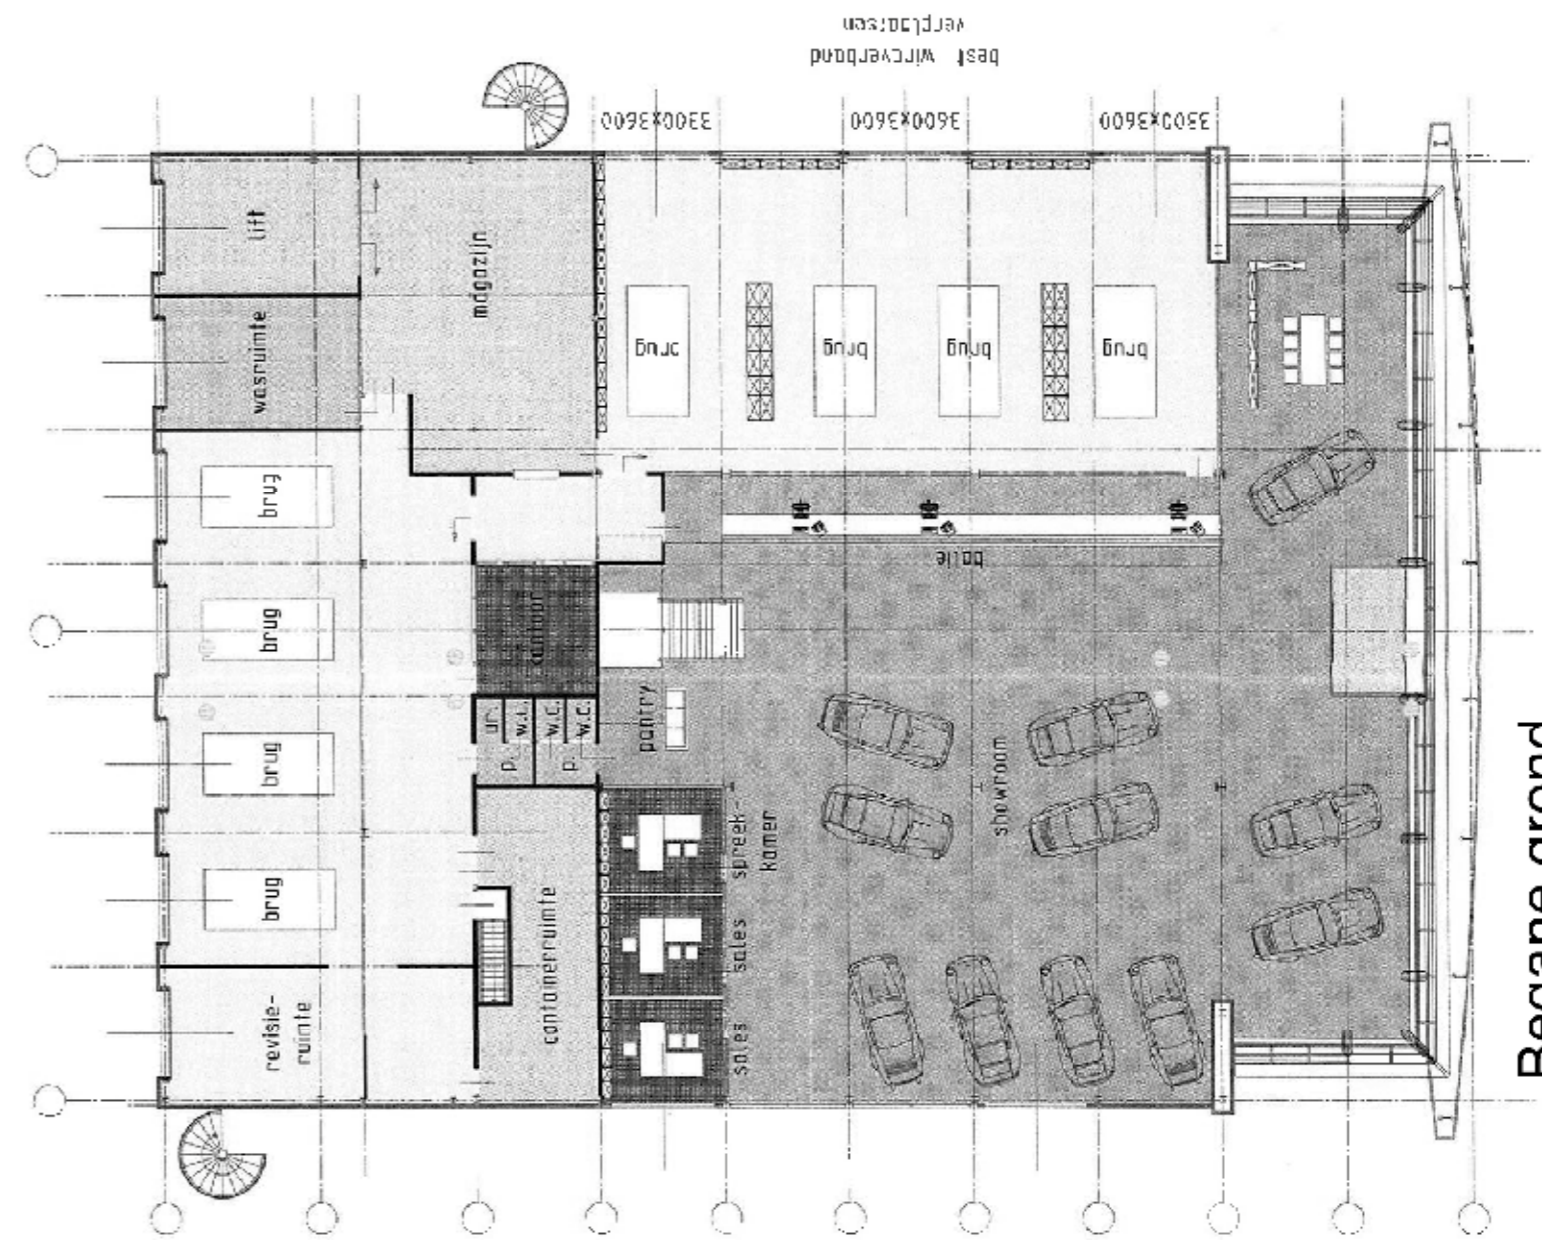 best windverband
verplaatsen
3300x3600
3600x3600
3300x3600
lift
wasruimte
magazijn
brug
brug
brug
brug
brug
brug
brug
brug
kantoor
balie
ur.
w.c.
w.c.
w.c.
p.
p.
pantry
showroom
spreek-
kamer
sales
sales
containerruimte
revisie-
ruimte
Begane grond